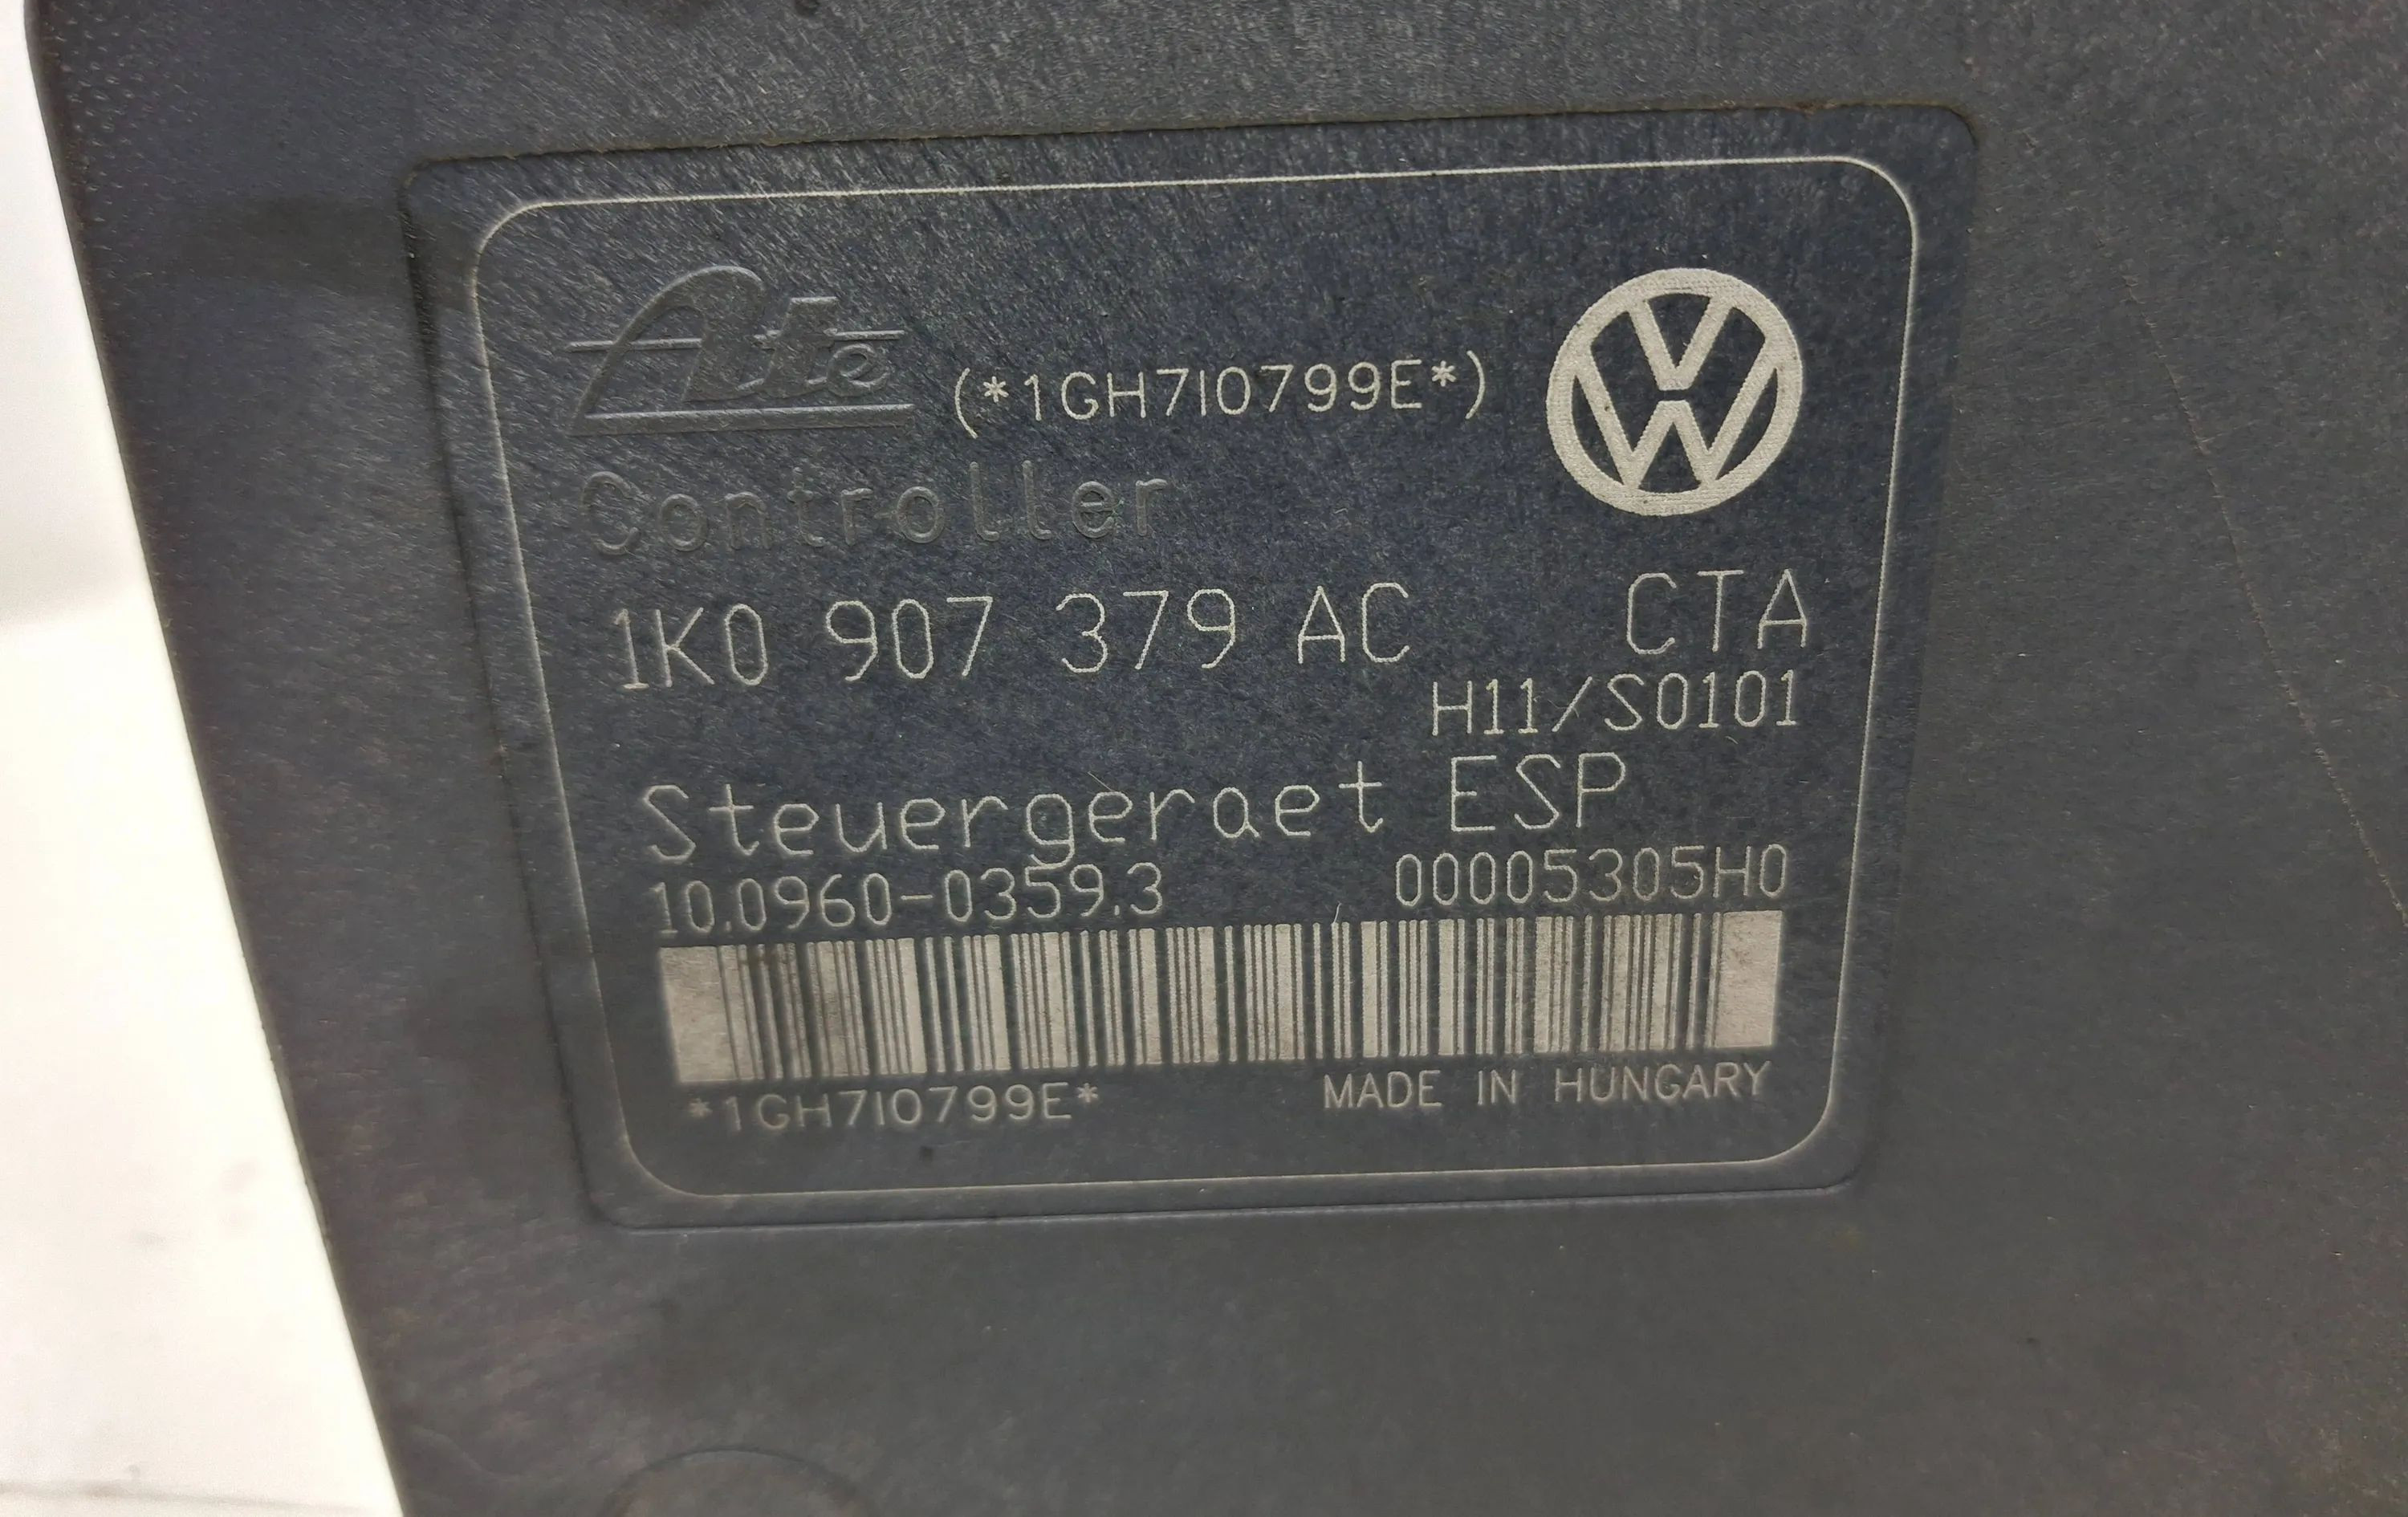 Ate (*1GH7I0799E*)
Controller
1K0 907 379 AC CTA
H11/S0101
Steuergeraet ESP
10.0960-0359.3 00005305H0
*1GH7I0799E* MADE IN HUNGARY